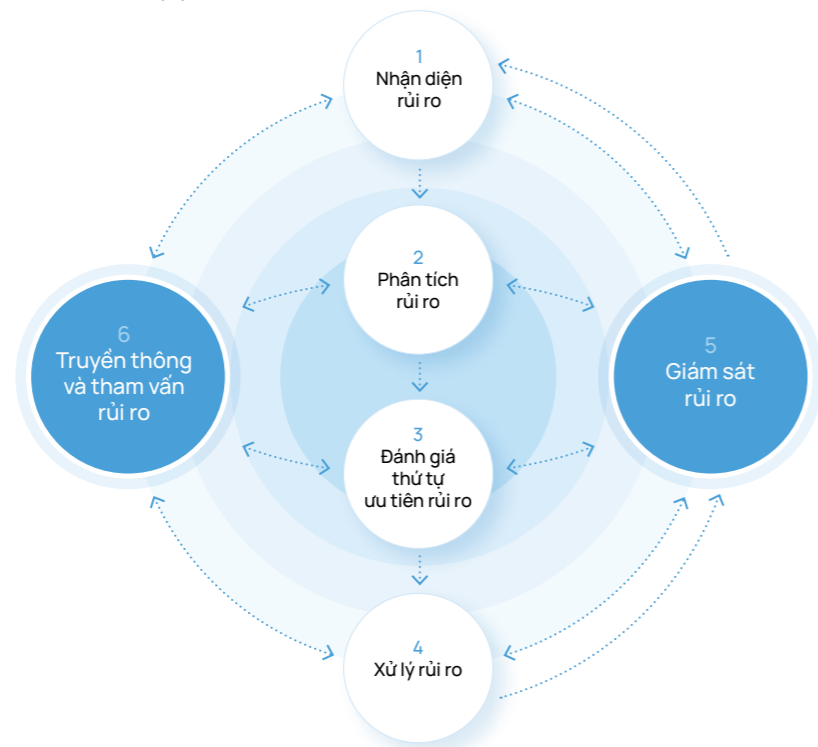 1
Nhận diện
rủi ro
2
Phân tích
rủi ro
3
Đánh giá
thứ tự
ưu tiên rủi ro
4
Xử lý rủi ro
5
Giám sát
rủi ro
6
Truyền thông
và tham vấn
rủi ro